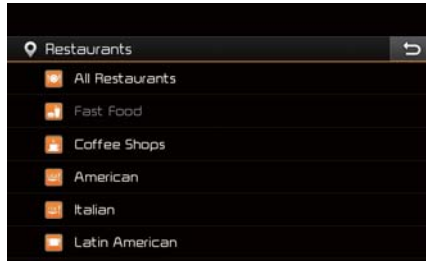 Restaurants
All Restaurants
Fast Food
Coffee Shops
American
Italian
Latin American